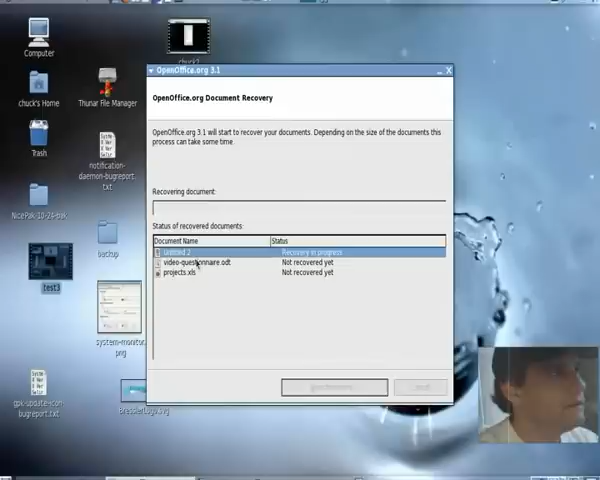 Computer
chuck's Home
Thunar File Manager
Trash
notification-
daemon-bugreport.
txt
backup
test3
system-monitor.
png
gpk-update-icon-
bugreport.txt
chuck2
OpenOffice.org 3.1
OpenOffice.org Document Recovery
OpenOffice.org 3.1 will start to recover your documents. Depending on the size of the documents this
process can take some time.
Recovering document:
Status of recovered documents:
Document Name Status
Untitled 2 Recovery in progress
video-questionnaire.odt Not recovered yet
projects.xls Not recovered yet